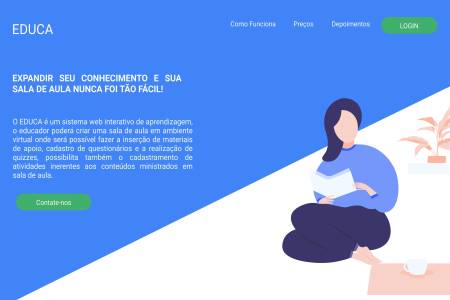 EDUCA
Como Funciona Preços Depoimentos LOGIN
EXPANDIR SEU CONHECIMENTO E SUA
SALA DE AULA NUNCA FOI TÃO FÁCIL!
O EDUCA é um sistema web interativo de aprendizagem,
o educador poderá criar uma sala de aula em ambiente
virtual onde será possível fazer a inserção de materiais
de apoio, cadastro de questionários e a realização de
quizzes, possibilita também o cadastramento de
atividades inerentes aos conteúdos ministrados em
sala de aula.
Contate-nos